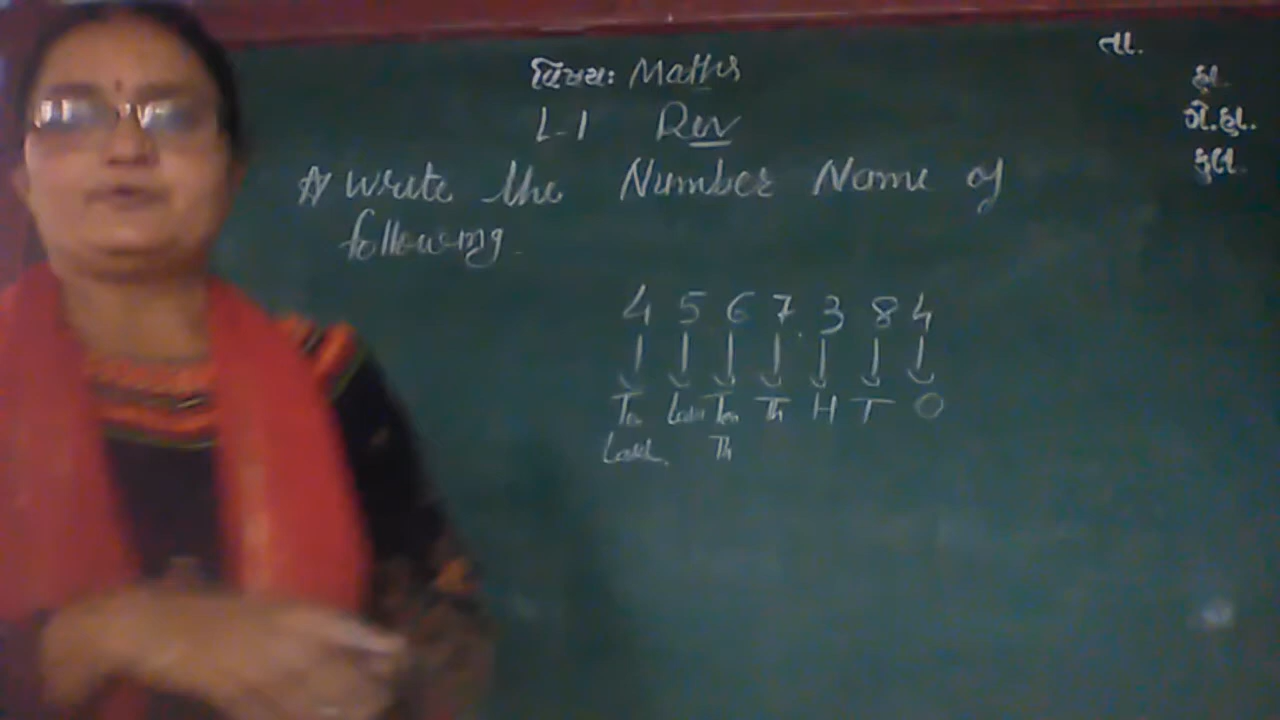 વિષય: Maths
L-1 Rev
☆ Write the Number Name of
following.
4 5 6 7 3 8 4
Ten Lakh Ten Th H T O
Lakh Th
તા.
હા.
ગે.હા.
કુલ.